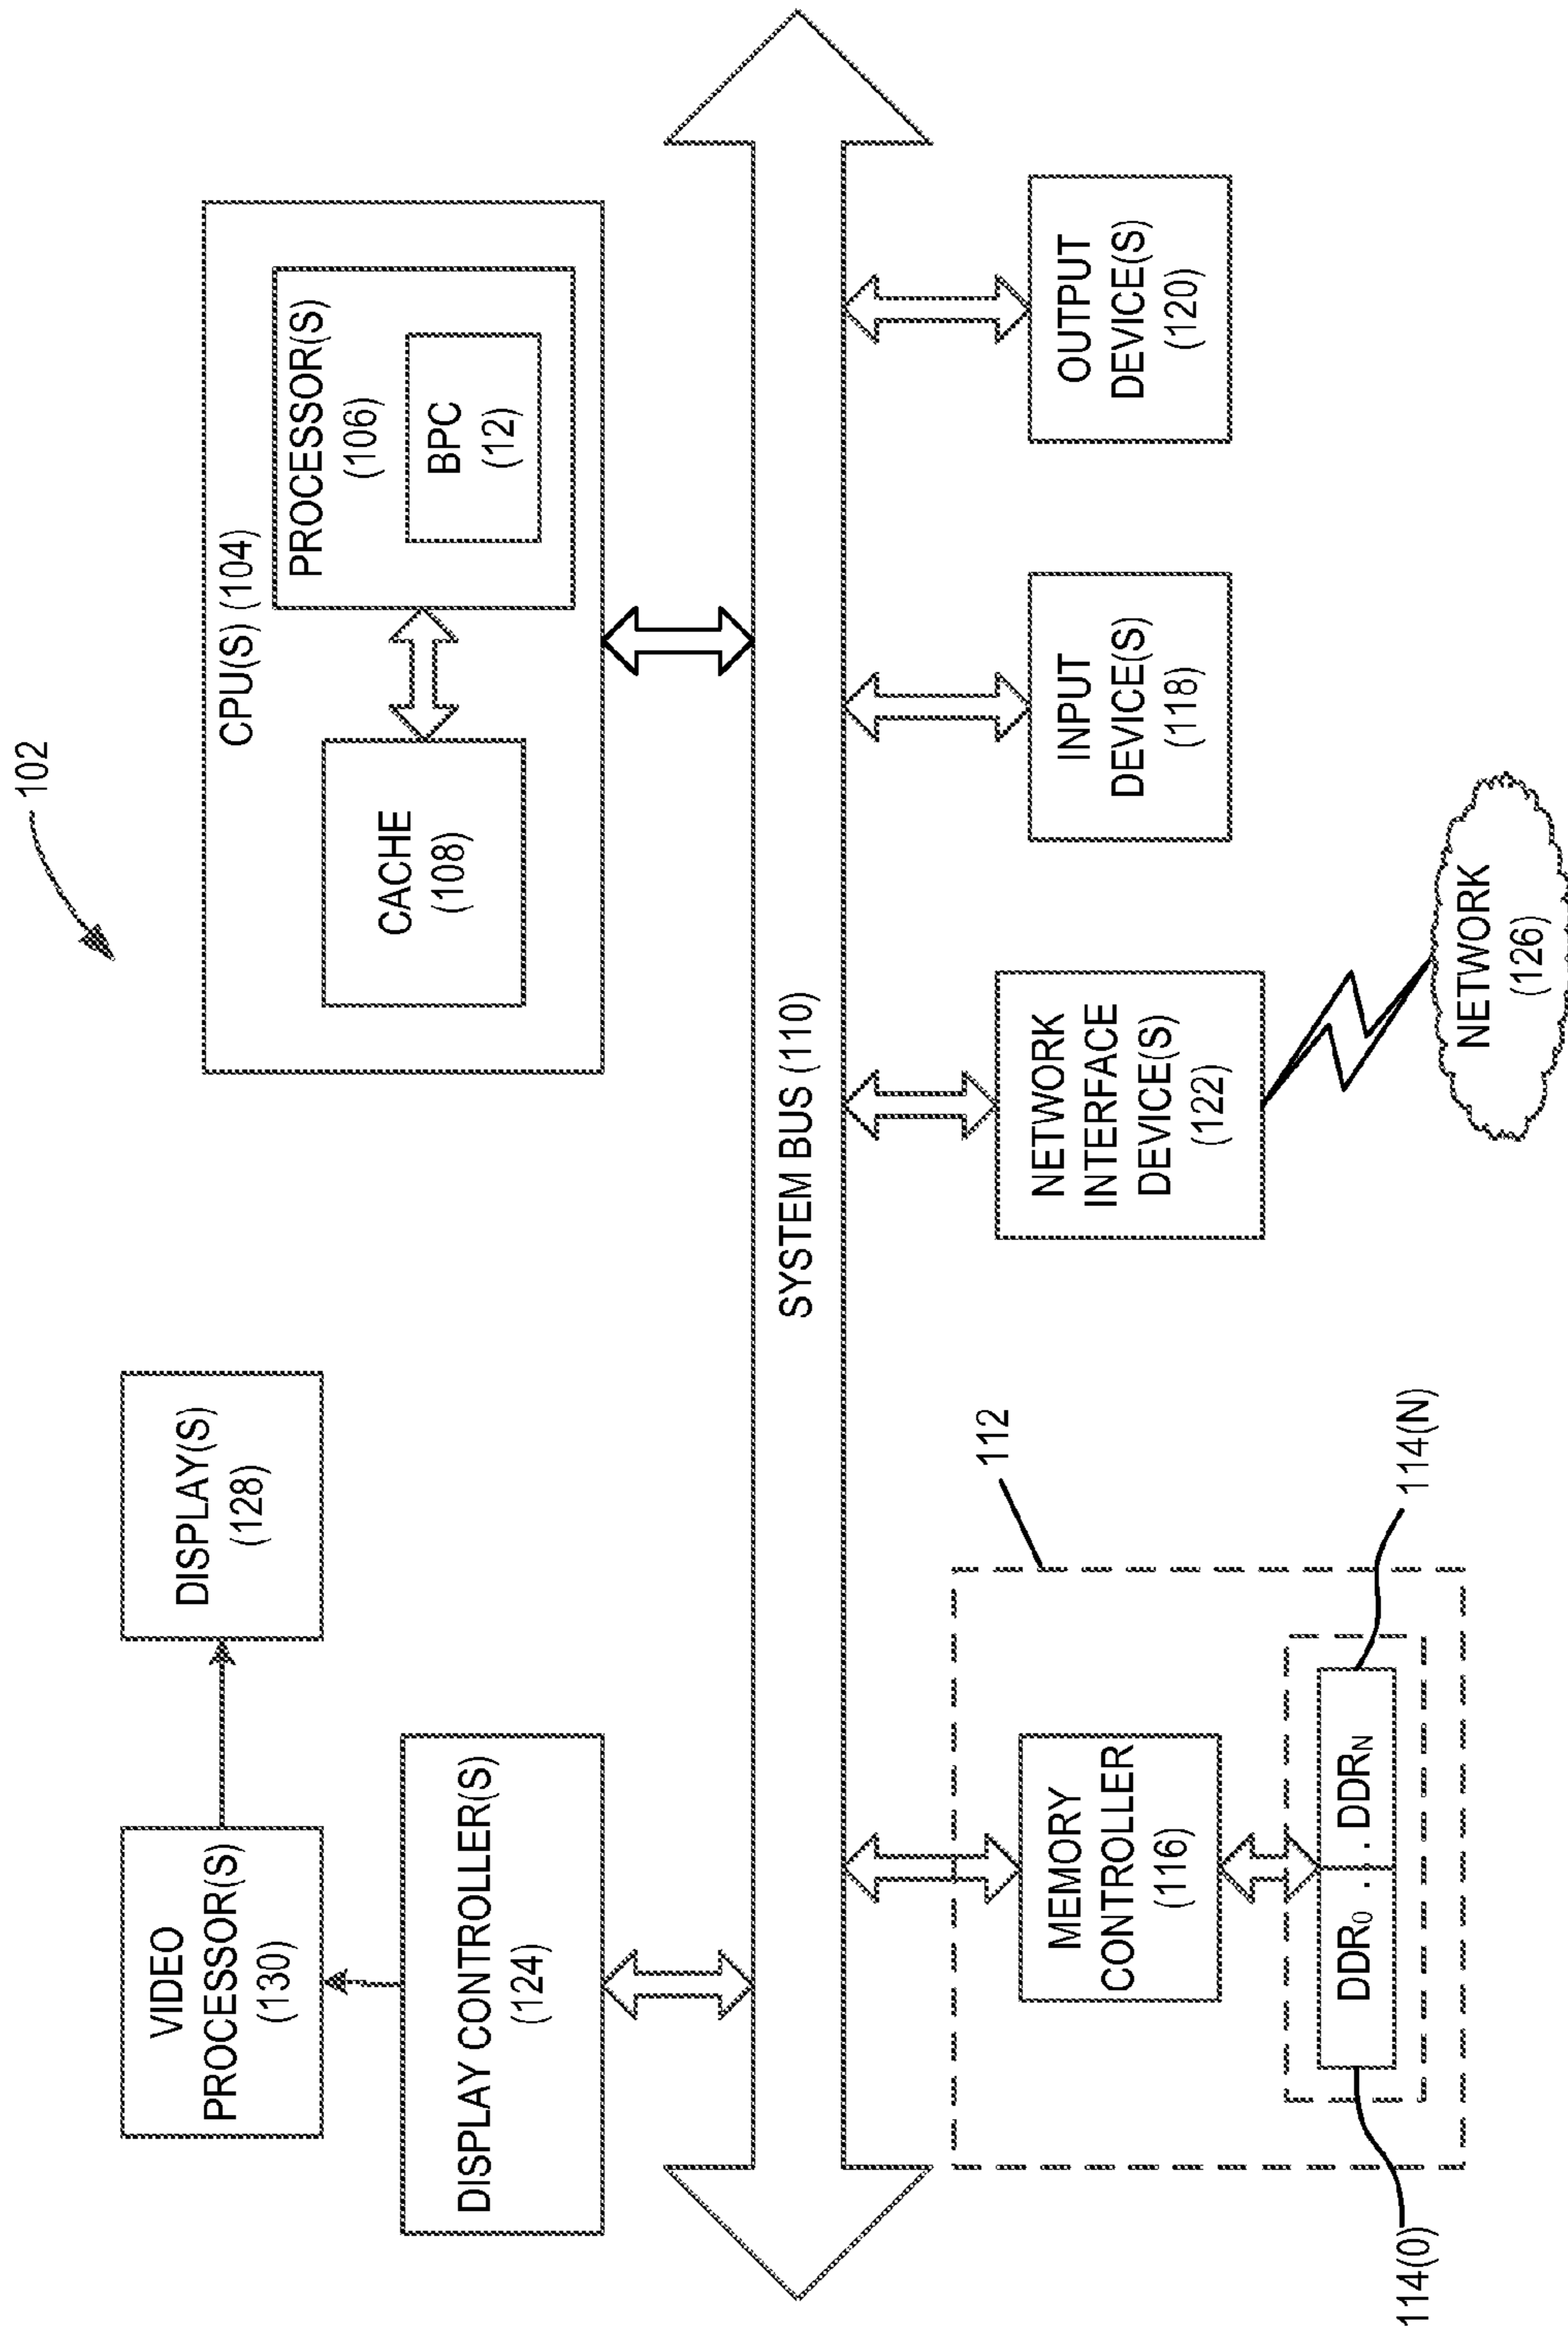 102
VIDEO
PROCESSOR(S)
(130)
DISPLAY(S)
(128)
DISPLAY CONTROLLER(S)
(124)
CPU(S) (104)
CACHE
(108)
PROCESSOR(S)
(106)
BPC
(12)
SYSTEM BUS (110)
112
MEMORY
CONTROLLER
(116)
DDR₀ . . . DDR_N
114(0)
114(N)
NETWORK
INTERFACE
DEVICE(S)
(122)
INPUT
DEVICE(S)
(118)
OUTPUT
DEVICE(S)
(120)
NETWORK
(126)